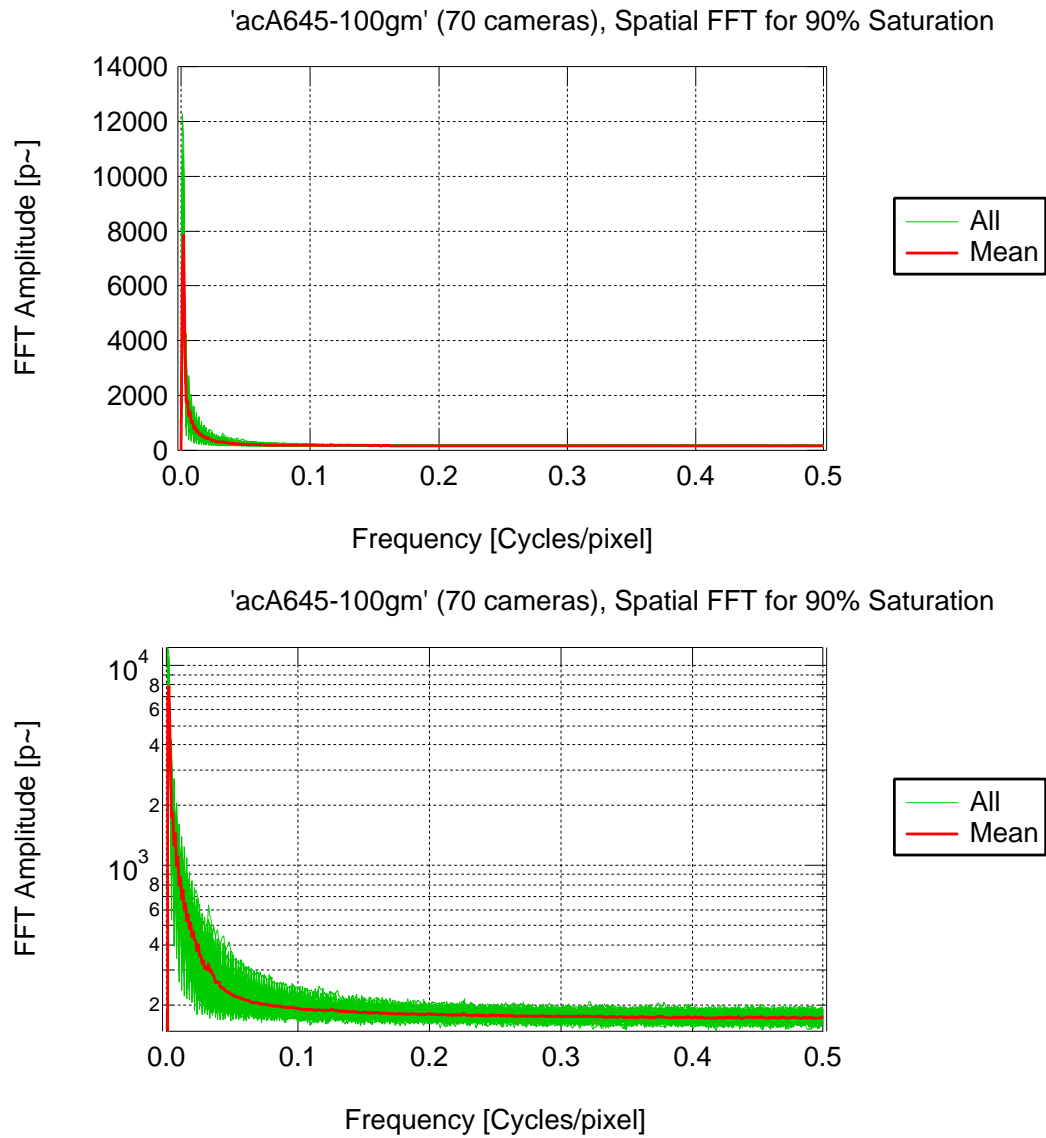 'acA645-100gm' (70 cameras), Spatial FFT for 90% Saturation
14000
12000
10000
8000
6000
4000
2000
0
FFT Amplitude [p~]
0.0 0.1 0.2 0.3 0.4 0.5
Frequency [Cycles/pixel]
All
Mean
'acA645-100gm' (70 cameras), Spatial FFT for 90% Saturation
10^4
8
6
4
2
10^3
8
6
4
2
FFT Amplitude [p~]
0.0 0.1 0.2 0.3 0.4 0.5
Frequency [Cycles/pixel]
All
Mean